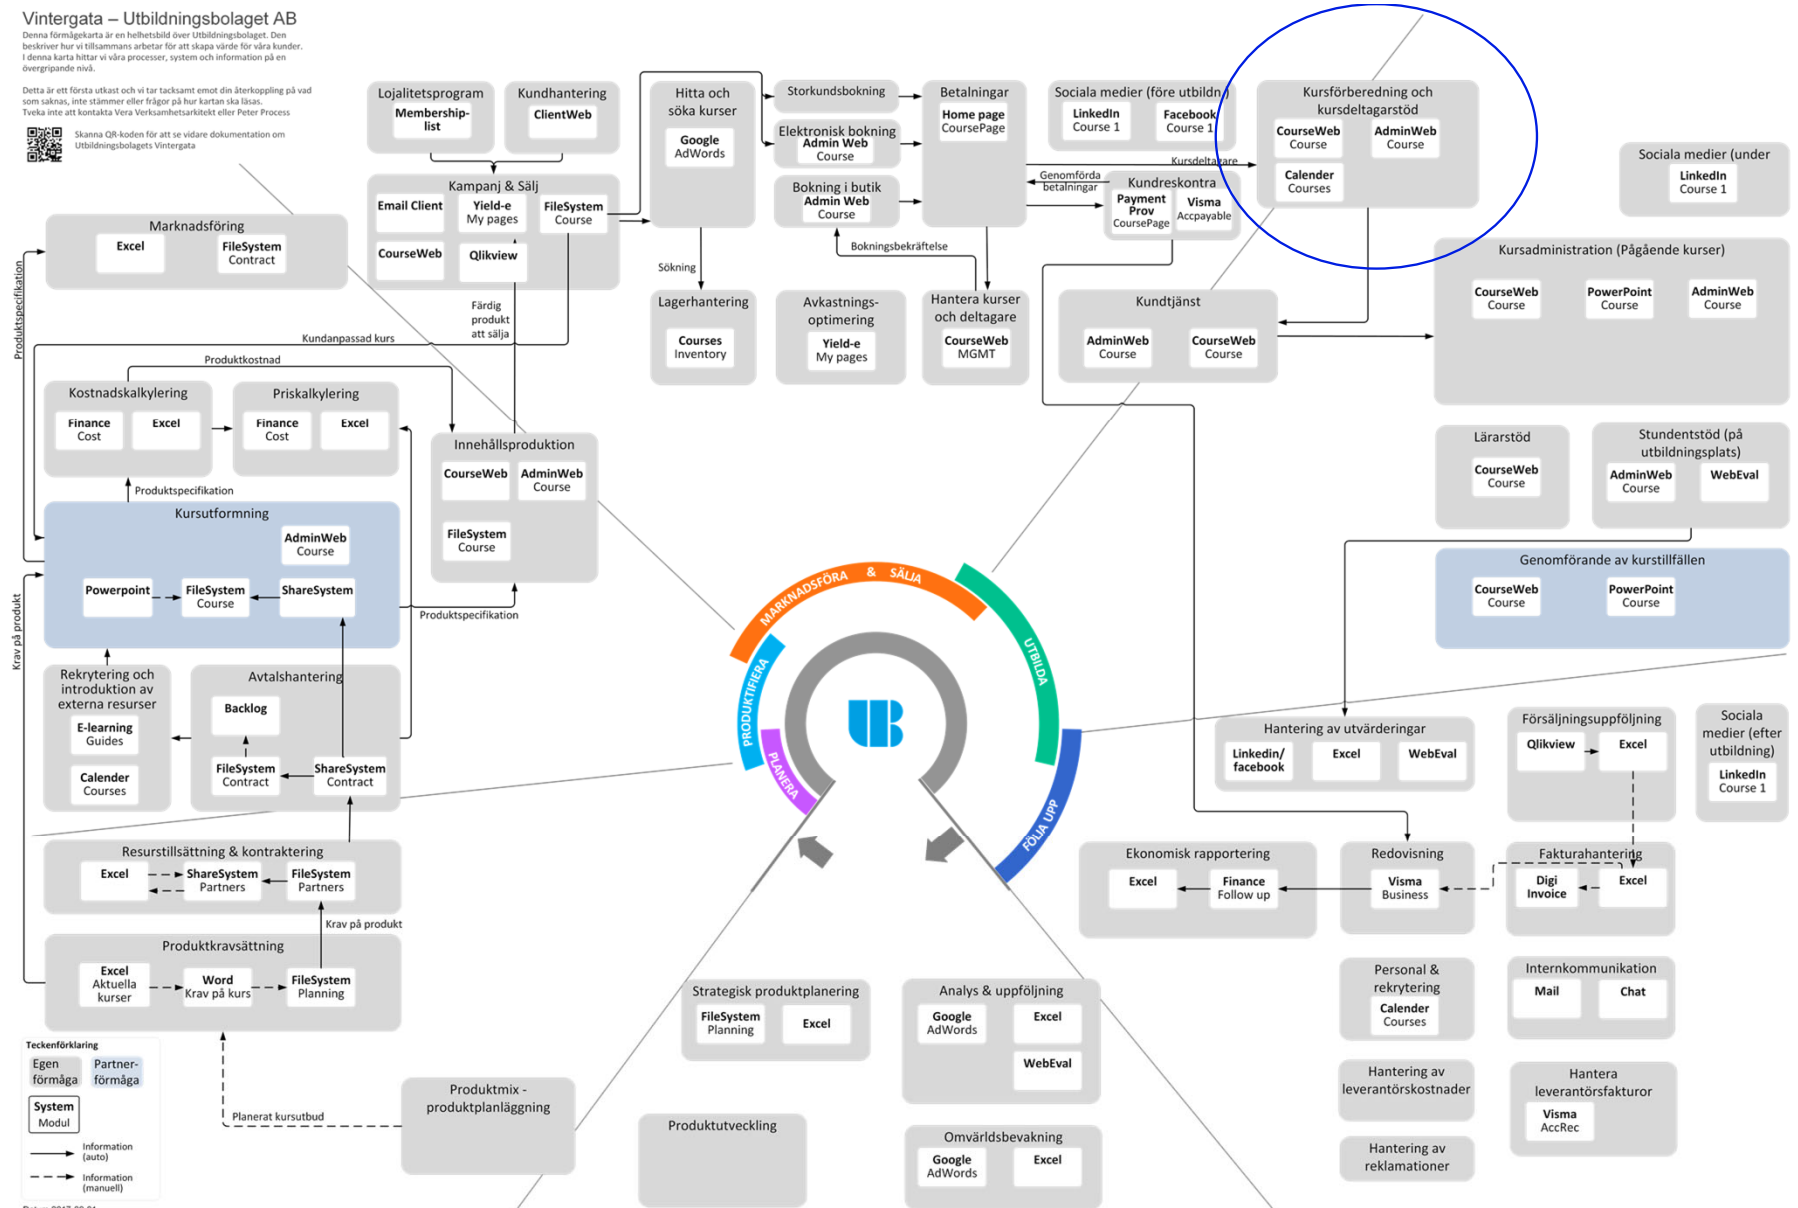 Vintergata – Utbildningsbolaget AB
Denna förmågekarta är en helhetsbild över Utbildningsbolaget. Den
beskriver hur vi tillsammans arbetar för att skapa värde för våra kunder.
I denna karta hittar vi våra processer, system och information på en
övergripande nivå.
Detta är ett första utkast och vi tar tacksamt emot din återkoppling på vad
som saknas, inte stämmer eller frågor på hur kartan ska läsas.
Tveka inte att kontakta Vera Verksamhetsarkitekt eller Peter Process
Skanna QR-koden för att se vidare dokumentation om
Utbildningsbolagets Vintergata
Lojalitetsprogram
Membership-
list
Kundhantering
ClientWeb
Kampanj & Sälj
Email Client
Yield-e
My pages
FileSystem
Course
CourseWeb
Qlikview
Hitta och
söka kurser
Google
AdWords
Storkundsbokning
Elektronisk bokning
Admin Web
Course
Bokning i butik
Admin Web
Course
Betalningar
Home page
CoursePage
Sociala medier (före utbildn
LinkedIn
Course 1
Facebook
Course 1
Kursdeltagare
Genomförda
betalningar
Kundreskontra
Payment
Prov
CoursePage
Visma
Accpayable
Kursförberedning och
kursdeltagarstöd
CourseWeb
Course
AdminWeb
Course
Calender
Courses
Sociala medier (under
LinkedIn
Course 1
Marknadsföring
Excel
FileSystem
Contract
Produktspecifikation
Färdig
produkt
att sälja
Kundanpassad kurs
Produktkostnad
Sökning
Lagerhantering
Courses
Inventory
Bokningsbekräftelse
Avkastnings-
optimering
Yield-e
My pages
Hantera kurser
och deltagare
CourseWeb
MGMT
Kundtjänst
AdminWeb
Course
CourseWeb
Course
Kursadministration (Pågående kurser)
CourseWeb
Course
PowerPoint
Course
AdminWeb
Course
Kostnadskalkylering
Finance
Cost
Excel
Priskalkylering
Finance
Cost
Excel
Innehållsproduktion
CourseWeb
AdminWeb
Course
FileSystem
Course
Lärarstöd
CourseWeb
Course
Stundentstöd (på
utbildningsplats)
AdminWeb
Course
WebEval
Produktspecifikation
Kursutformning
AdminWeb
Course
Powerpoint
FileSystem
Course
ShareSystem
Produktspecifikation
Krav på produkt
Genomförande av kurstillfällen
CourseWeb
Course
PowerPoint
Course
Rekrytering och
introduktion av
externa resurser
E-learning
Guides
Calender
Courses
Avtalshantering
Backlog
FileSystem
Contract
ShareSystem
Contract
MARKNADSFÖRA & SÄLJA
PRODUKTIFIERA
PLANERA
UTBILDA
FÖLJA UPP
UB
Hantering av utvärderingar
Linkedin/
facebook
Excel
WebEval
Försäljningsuppföljning
Qlikview
Excel
Sociala
medier (efter
utbildning)
LinkedIn
Course 1
Resurstillsättning & kontraktering
Excel
ShareSystem
Partners
FileSystem
Partners
Krav på produkt
Ekonomisk rapportering
Excel
Finance
Follow up
Redovisning
Visma
Business
Fakturahantering
Digi
Invoice
Excel
Produktkravsättning
Excel
Aktuella
kurser
Word
Krav på kurs
FileSystem
Planning
Strategisk produktplanering
FileSystem
Planning
Excel
Analys & uppföljning
Google
AdWords
Excel
WebEval
Personal &
rekrytering
Calender
Courses
Internkommunikation
Mail
Chat
Teckenförklaring
Egen
förmåga
Partner-
förmåga
System
Modul
Information
(auto)
Information
(manuell)
Planerat kursutbud
Produktmix -
produktplanläggning
Produktutveckling
Omvärldsbevakning
Google
AdWords
Excel
Hantering av
leverantörskostnader
Hantera
leverantörsfakturor
Visma
AccRec
Hantering av
reklamationer